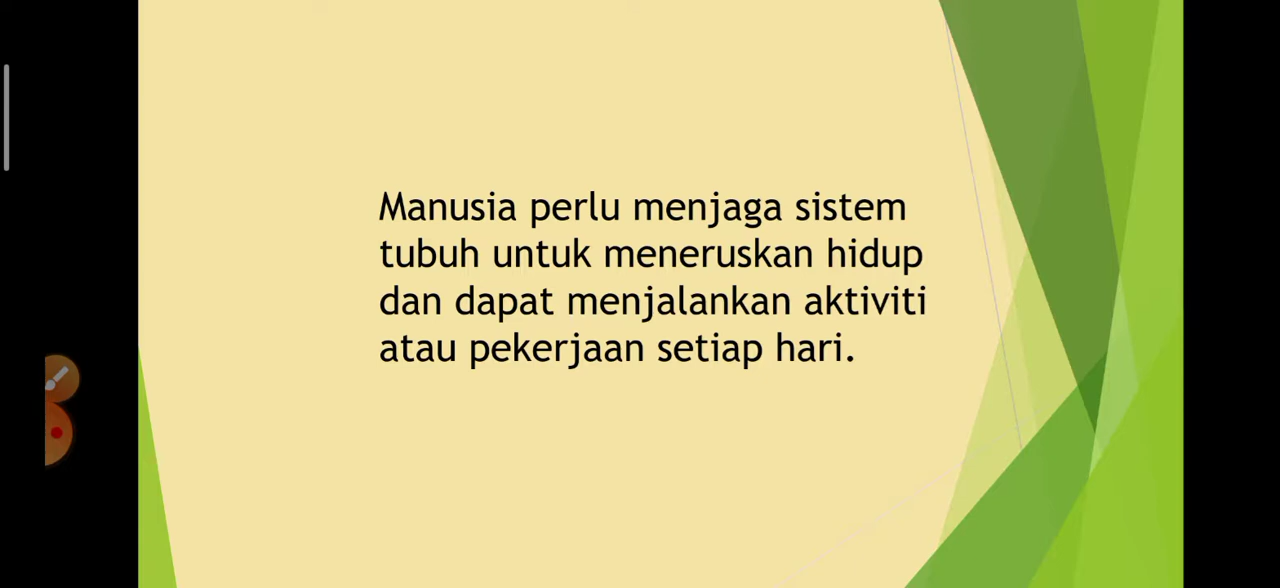 Manusia perlu menjaga sistem
tubuh untuk meneruskan hidup
dan dapat menjalankan aktiviti
atau pekerjaan setiap hari.